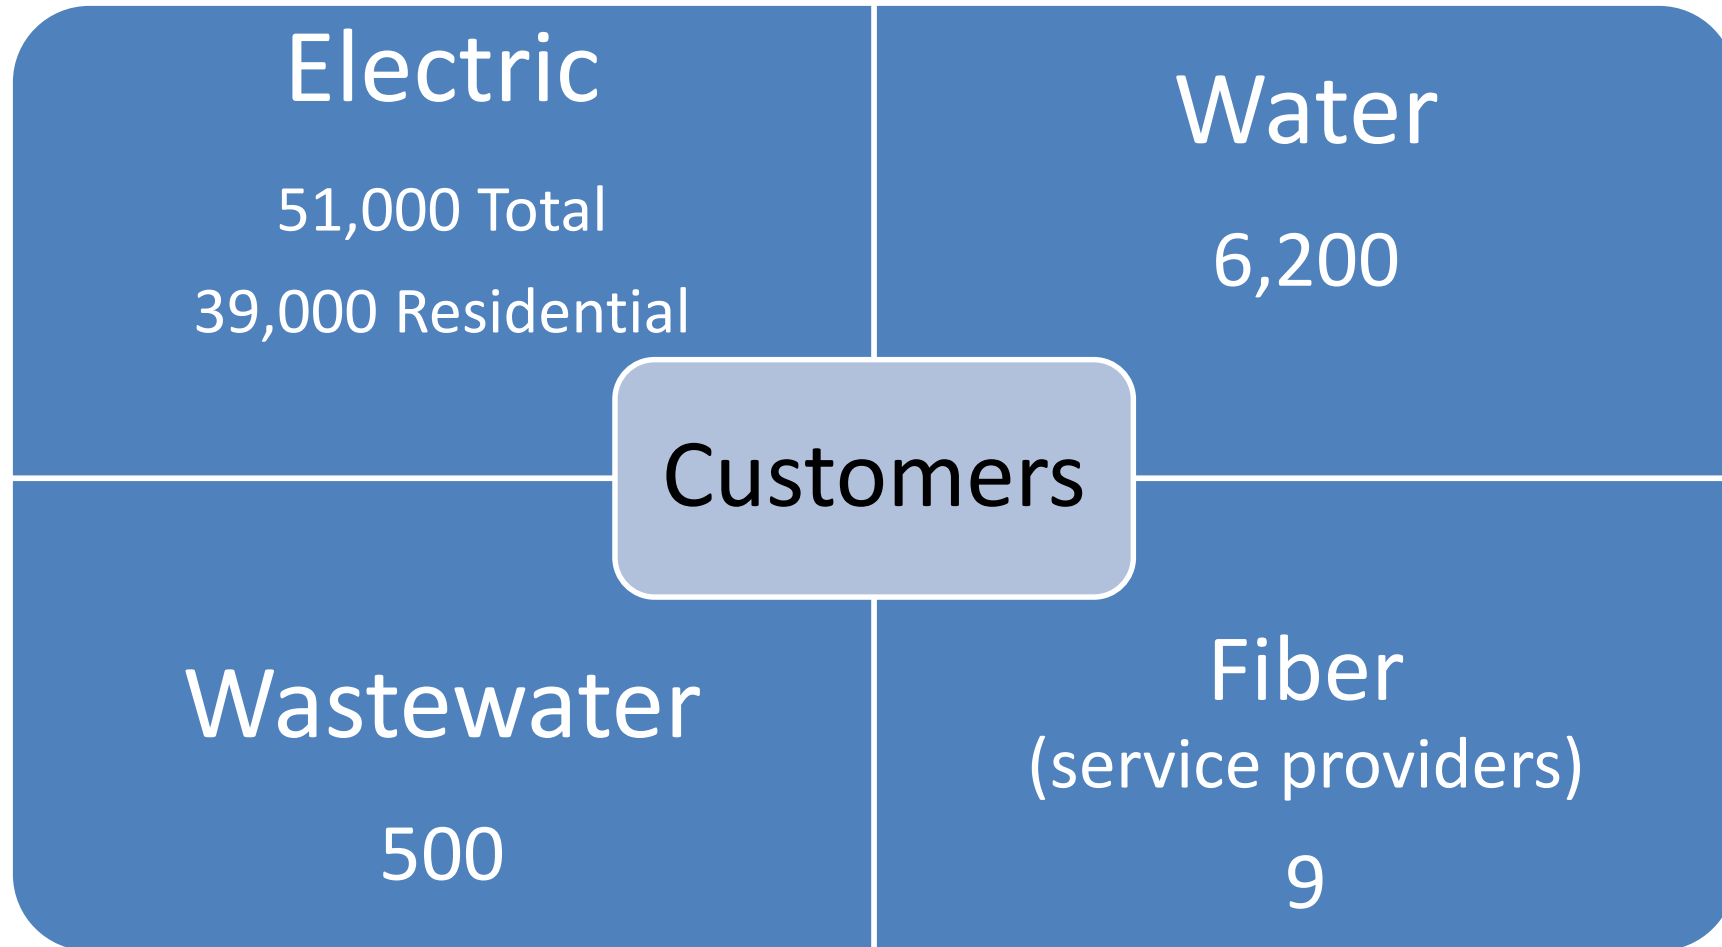 Electric
51,000 Total
39,000 Residential
Water
6,200
Customers
Wastewater
500
Fiber
(service providers)
9